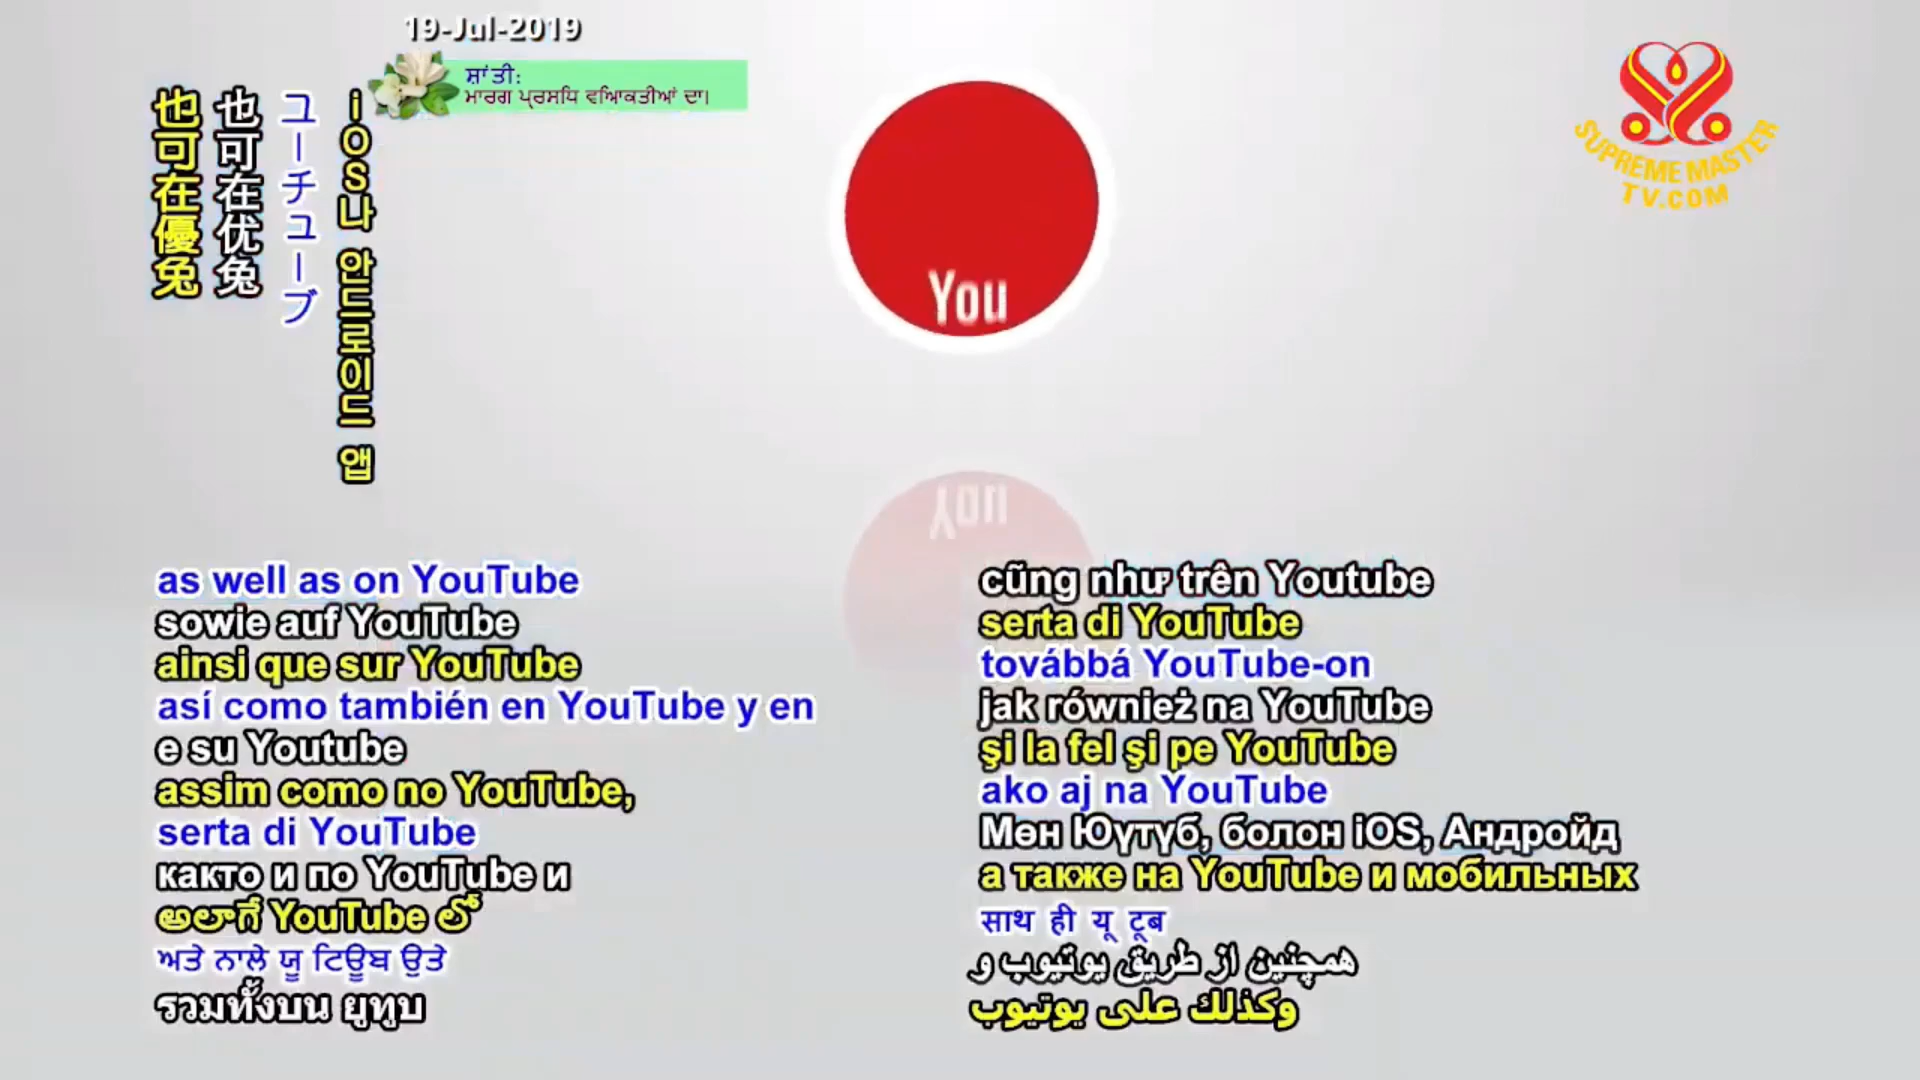 19-Jul-2019
ਸ਼ਾਂਤੀ:
ਮਾਰਗ ਪ੍ਰਸਧਿ ਵਆਿਕਤੀਆਂ ਦਾ।
SUPREME MASTER
TV.COM
也可在優兔
也可在优兔
ユーチューブ
iOS나 안드로이드 앱
You
as well as on YouTube
sowie auf YouTube
ainsi que sur YouTube
así como también en YouTube y en
e su Youtube
assim como no YouTube,
serta di YouTube
както и по YouTube и
అలాగే YouTube లో
ਅਤੇ ਨਾਲੇ ਯੂ ਟਿਊਬ ਉਤੇ
รวมทั้งบน ยูทูบ
cũng như trên Youtube
serta di YouTube
továbbá YouTube-on
jak również na YouTube
şi la fel şi pe YouTube
ako aj na YouTube
Мөн Юүтүб, болон iOS, Андройд
а также на YouTube и мобильных
साथ ही यू टूब
همچنین از طریق یوتیوب و
وكذلك على يوتيوب